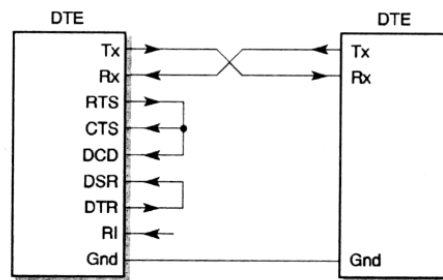 DTE
DTE
Tx
Tx
Rx
Rx
RTS
CTS
DCD
DSR
DTR
RI
Gnd
Gnd